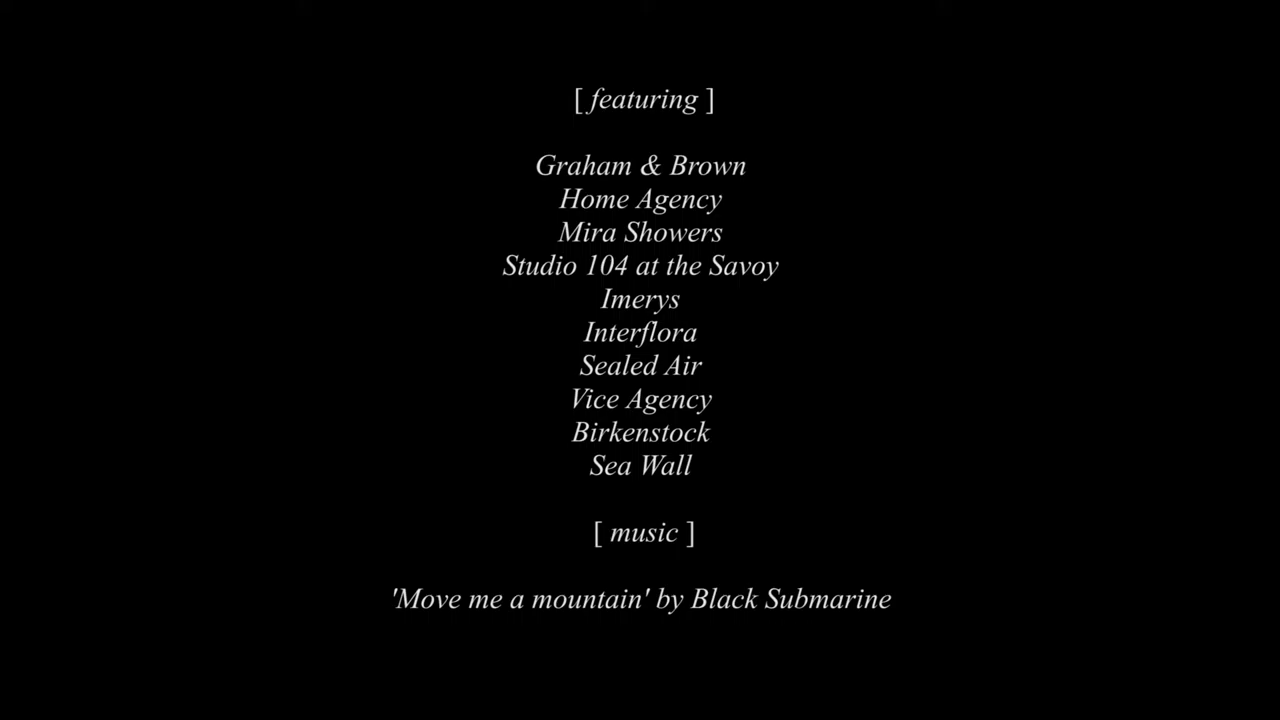 [ featuring ]
Graham & Brown
Home Agency
Mira Showers
Studio 104 at the Savoy
Imerys
Interflora
Sealed Air
Vice Agency
Birkenstock
Sea Wall
[ music ]
'Move me a mountain' by Black Submarine